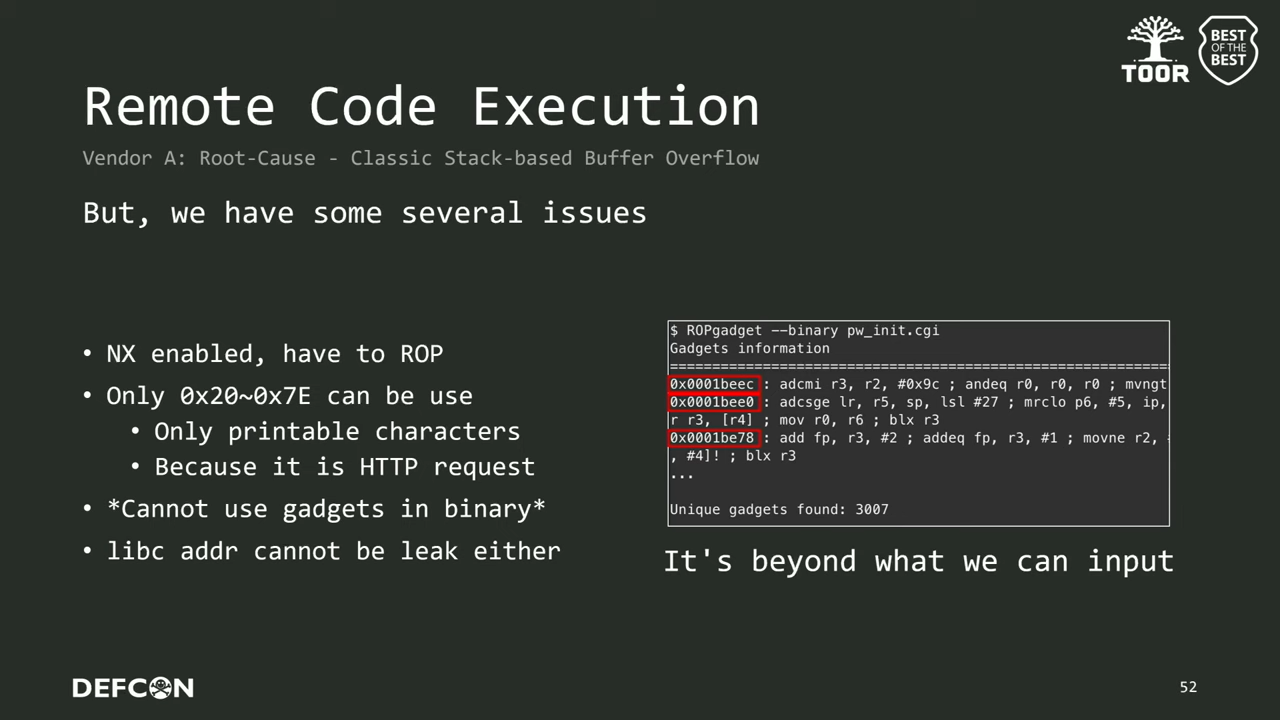 TOOR
BEST
OF THE
BEST
Remote Code Execution
Vendor A: Root-Cause - Classic Stack-based Buffer Overflow
But, we have some several issues
• NX enabled, have to ROP
• Only 0x20~0x7E can be use
• Only printable characters
• Because it is HTTP request
• *Cannot use gadgets in binary*
• libc addr cannot be leak either
$ ROPgadget --binary pw_init.cgi
Gadgets information
============================================================
0x0001beec : adcmi r3, r2, #0x9c ; andeq r0, r0, r0 ; mvngt
0x0001bee0 : adcsge lr, r5, sp, lsl #27 ; mrclo p6, #5, ip,
r r3, [r4] ; mov r0, r6 ; blx r3
0x0001be78 : add fp, r3, #2 ; addeq fp, r3, #1 ; movne r2,
, #4]! ; blx r3
...
Unique gadgets found: 3007
It's beyond what we can input
DEFCON
52